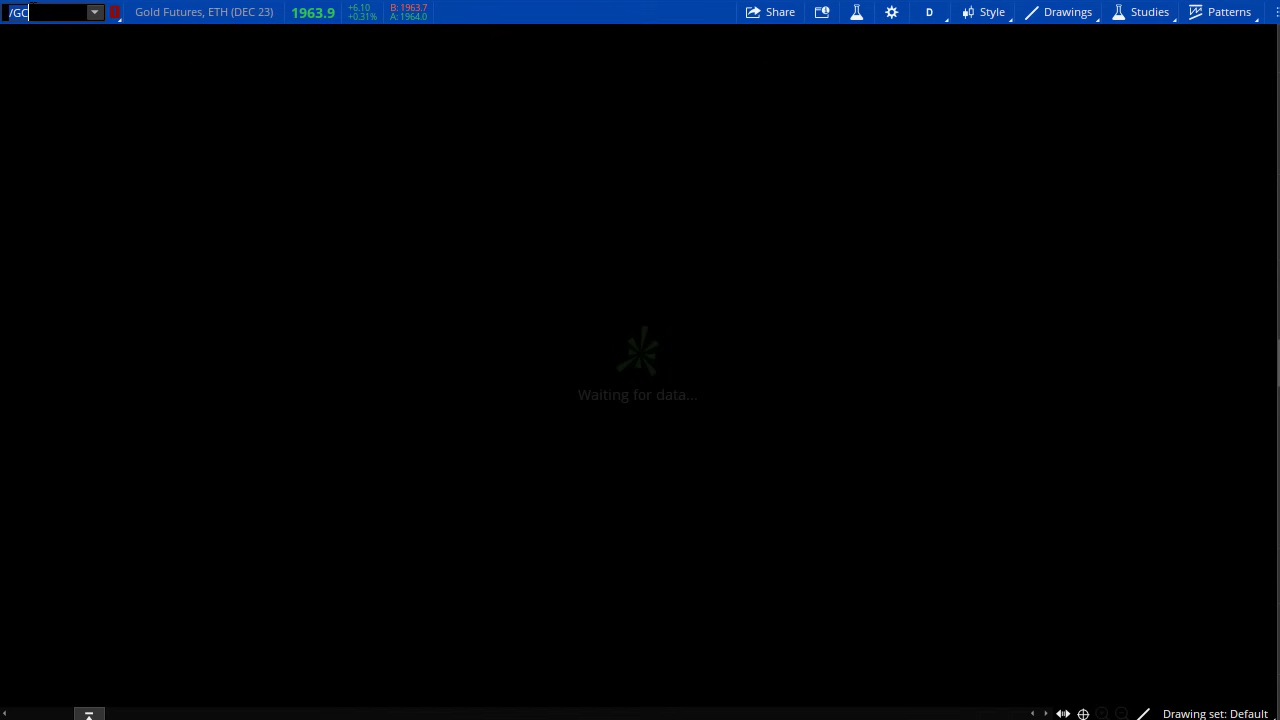 /GC
Gold Futures, ETH (DEC 23)
1963.9
+6.10
+0.31%
B: 1963.7
A: 1964.0
Share
D
Style
Drawings
Studies
Patterns
Waiting for data...
Drawing set: Default